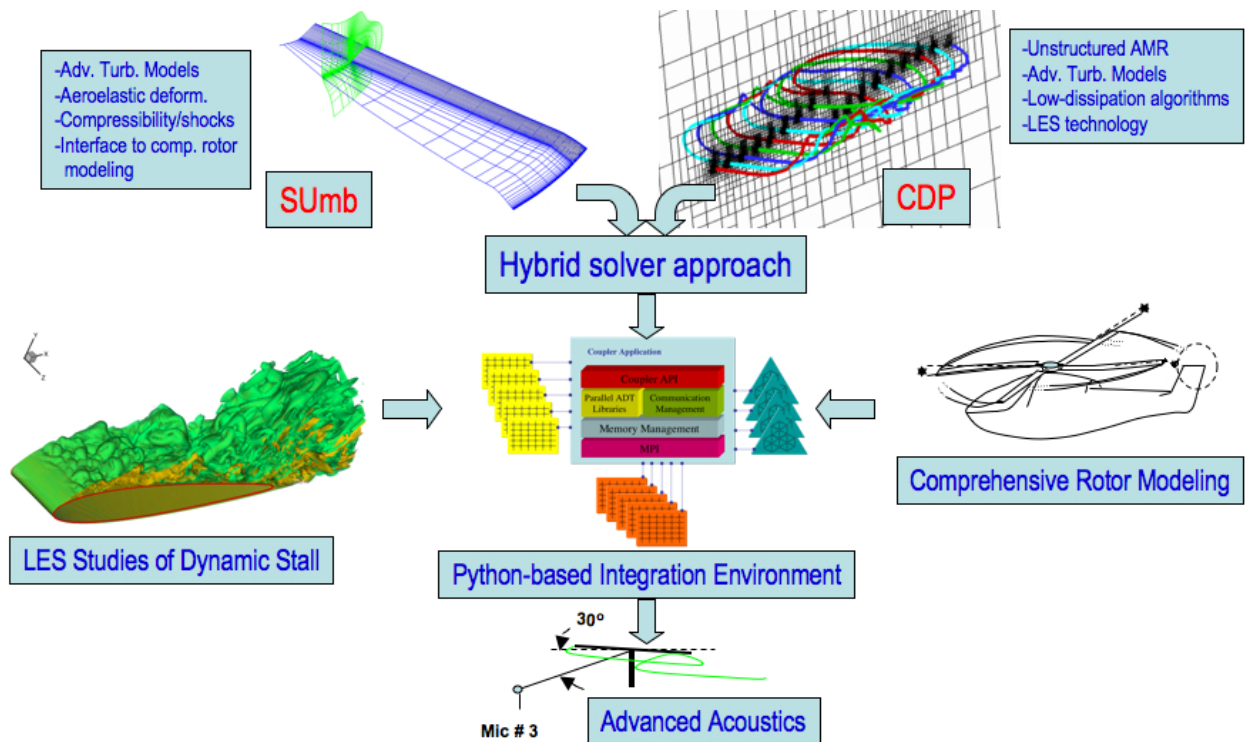 -Adv. Turb. Models
-Aeroelastic deform.
-Compressibility/shocks
-Interface to comp. rotor
modeling
SUmb
-Unstructured AMR
-Adv. Turb. Models
-Low-dissipation algorithms
-LES technology
CDP
Hybrid solver approach
Y
X
Z
LES Studies of Dynamic Stall
Coupler Application
Coupler API
Parallel ADT
Libraries
Communication
Management
Memory Management
MPI
Comprehensive Rotor Modeling
Python-based Integration Environment
30º
Mic # 3
Advanced Acoustics